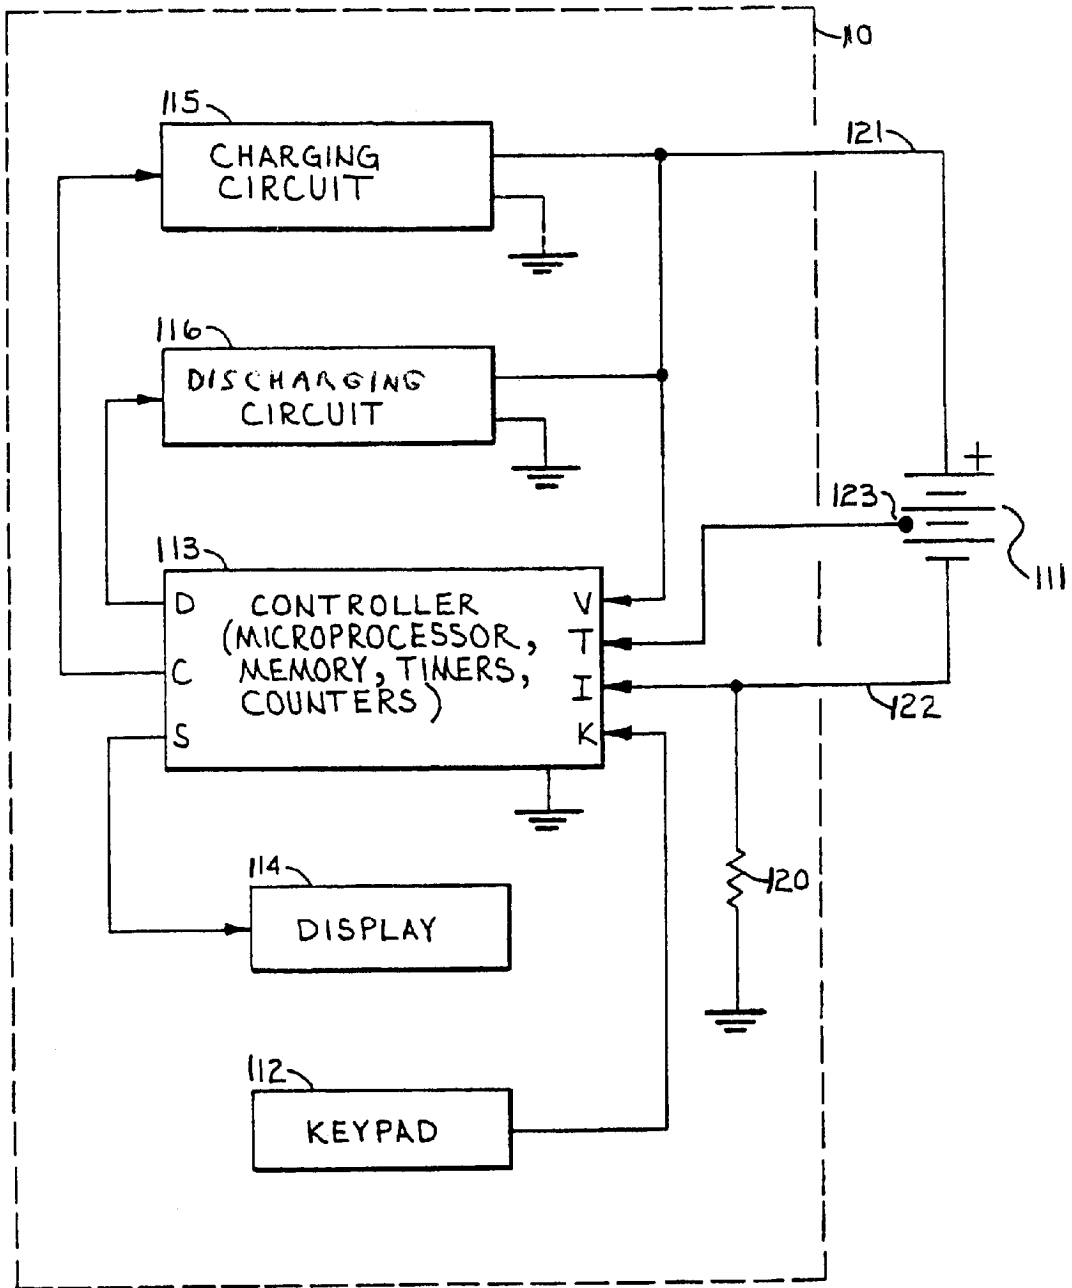 10
115
CHARGING
CIRCUIT
121
116
DISCHARGING
CIRCUIT
+
123
111
113
D
C
S
CONTROLLER
(MICROPROCESSOR,
MEMORY, TIMERS,
COUNTERS)
V
T
I
K
122
120
114
DISPLAY
112
KEYPAD